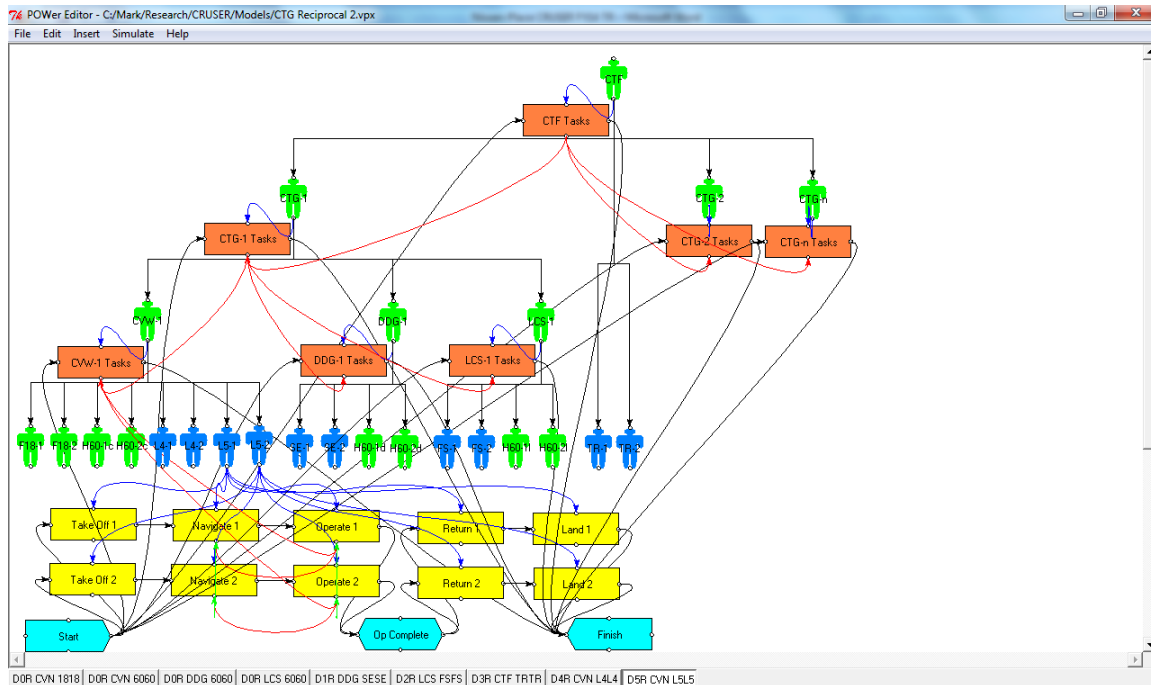 POWer Editor - C:/Mark/Research/CRUSER/Models/CTG Reciprocal 2.vpx
File Edit Insert Simulate Help
CTF
CTF Tasks
CTG-1 CTG-2 CTG-n
CTG-1 Tasks CTG-2 Tasks CTG-n Tasks
CVW-1 DDG-1 LCS-1
CVW-1 Tasks DDG-1 Tasks LCS-1 Tasks
F18-1 F18-2 H60-1c H60-2c L4-1 L4-2 L5-1 L5-2 SE-1 SE-2 H60-1d H60-2d FS-1 FS-2 H60-1l H60-2l TR-1 TR-2
Take Off 1 Navigate 1 Operate 1 Return 1 Land 1
Take Off 2 Navigate 2 Operate 2 Return 2 Land 2
Start Op Complete Finish
D0R CVN 1818 D0R CVN 6060 D0R DDG 6060 D0R LCS 6060 D1R DDG SESE D2R LCS FSFS D3R CTF TRTR D4R CVN L4L4 D5R CVN L5L5